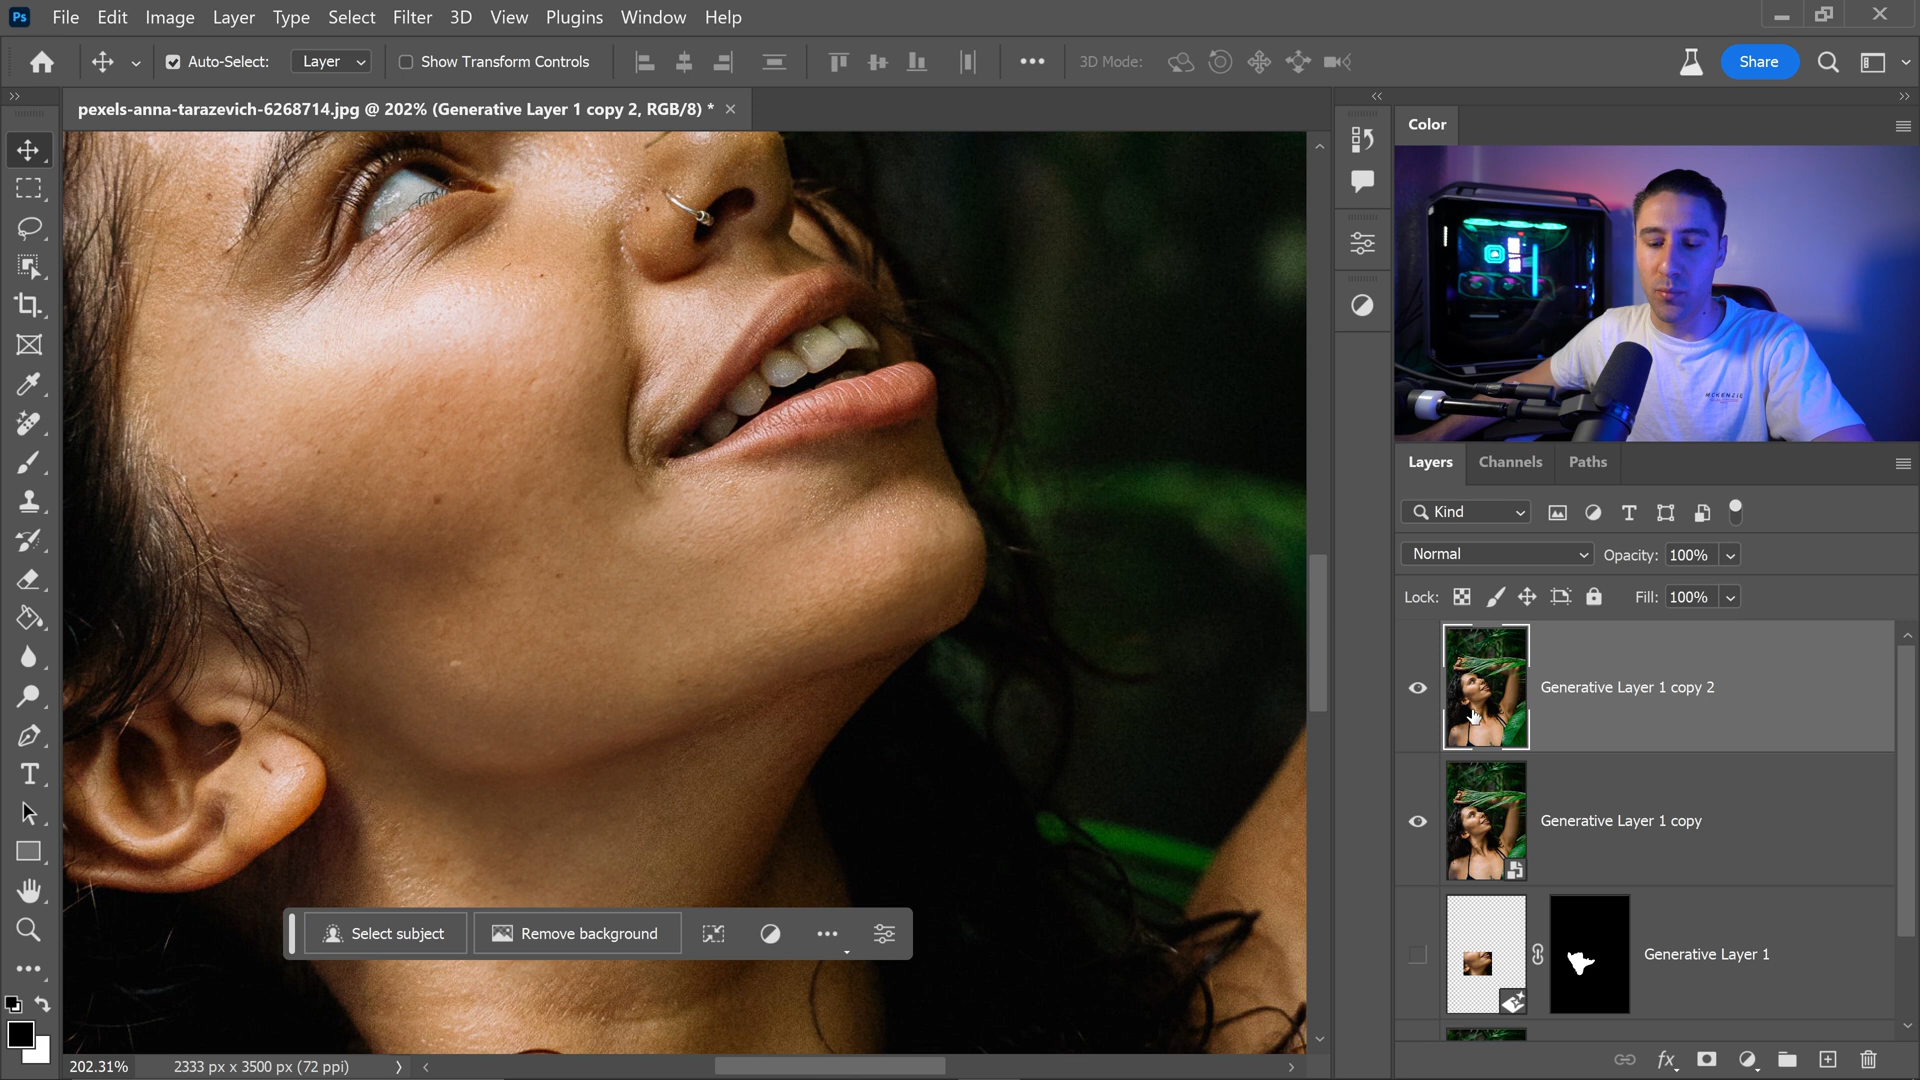 Ps File Edit Image Layer Type Select Filter 3D View Plugins Window Help
Auto-Select: Layer Show Transform Controls 3D Mode: Share
pexels-anna-tarazevich-6268714.jpg @ 202% (Generative Layer 1 copy 2, RGB/8) *
Color
MCKENZIE
Layers Channels Paths
Kind
Normal Opacity: 100%
Lock: Fill: 100%
Generative Layer 1 copy 2
Generative Layer 1 copy
Select subject Remove background
Generative Layer 1
202.31% 2333 px x 3500 px (72 ppi)
fx